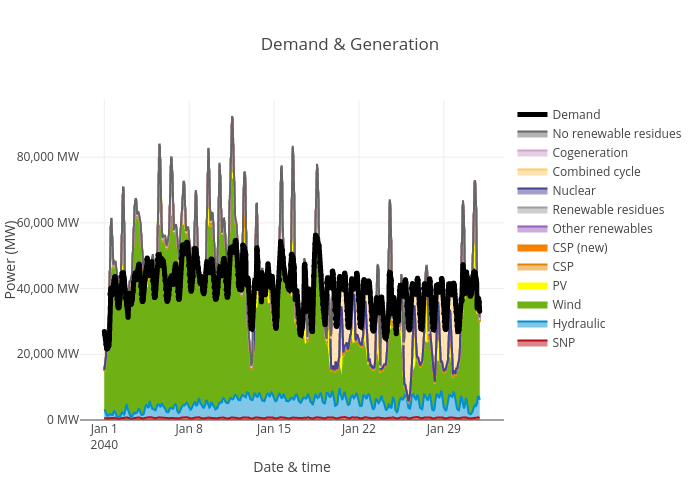 Demand & Generation
Power (MW)
80,000 MW
60,000 MW
40,000 MW
20,000 MW
0 MW
Jan 1
2040
Jan 8
Jan 15
Jan 22
Jan 29
Date & time
Demand
No renewable residues
Cogeneration
Combined cycle
Nuclear
Renewable residues
Other renewables
CSP (new)
CSP
PV
Wind
Hydraulic
SNP